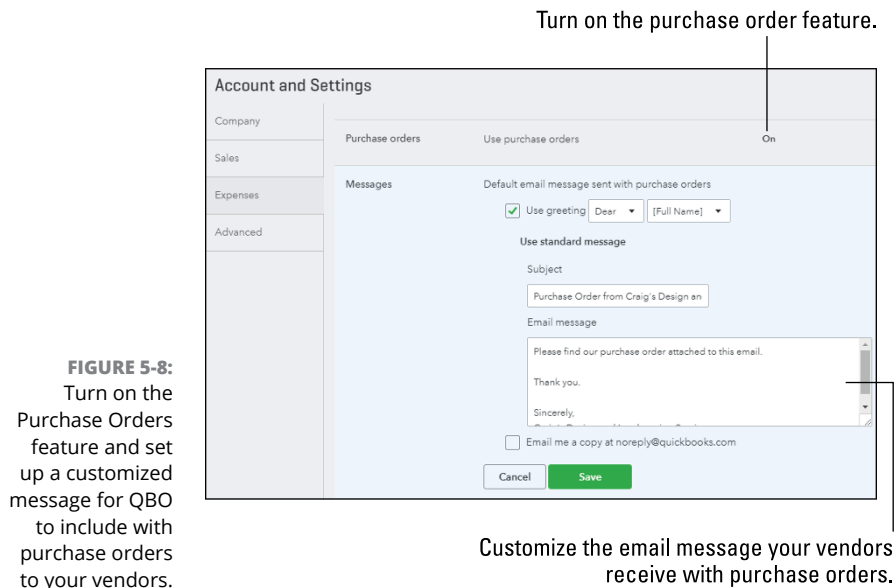 Turn on the purchase order feature.
Account and Settings
Company
Sales
Expenses
Advanced
Purchase orders
Use purchase orders
On
Messages
Default email message sent with purchase orders
Use greeting
Dear
[Full Name]
Use standard message
Subject
Purchase Order from Craig's Design an
Email message
Please find our purchase order attached to this email.
Thank you.
Sincerely,
Email me a copy at noreply@quickbooks.com
Cancel
Save
FIGURE 5-8:
Turn on the
Purchase Orders
feature and set
up a customized
message for QBO
to include with
purchase orders
to your vendors.
Customize the email message your vendors
receive with purchase orders.